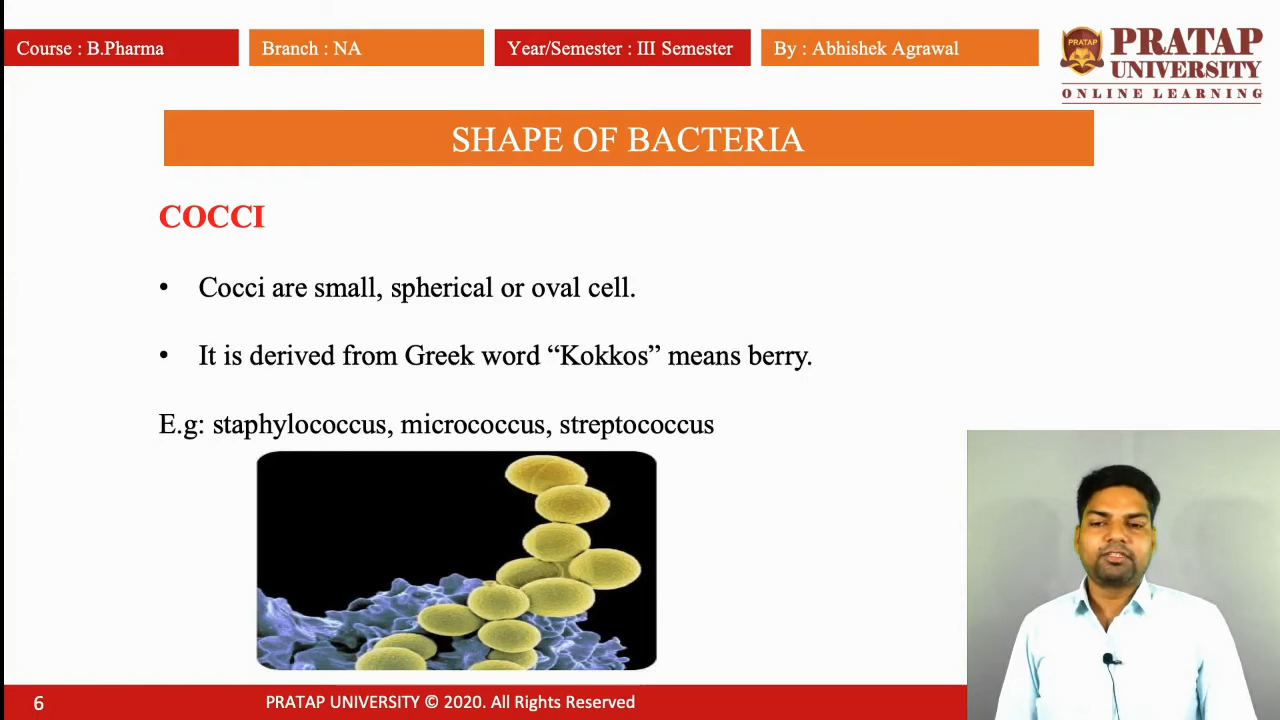 Course : B.Pharma
Branch : NA
Year/Semester : III Semester
By : Abhishek Agrawal
PRATAP
PRATAP
UNIVERSITY
ONLINE LEARNING
SHAPE OF BACTERIA
COCCI
• Cocci are small, spherical or oval cell.
• It is derived from Greek word “Kokkos” means berry.
E.g: staphylococcus, micrococcus, streptococcus
6
PRATAP UNIVERSITY © 2020. All Rights Reserved